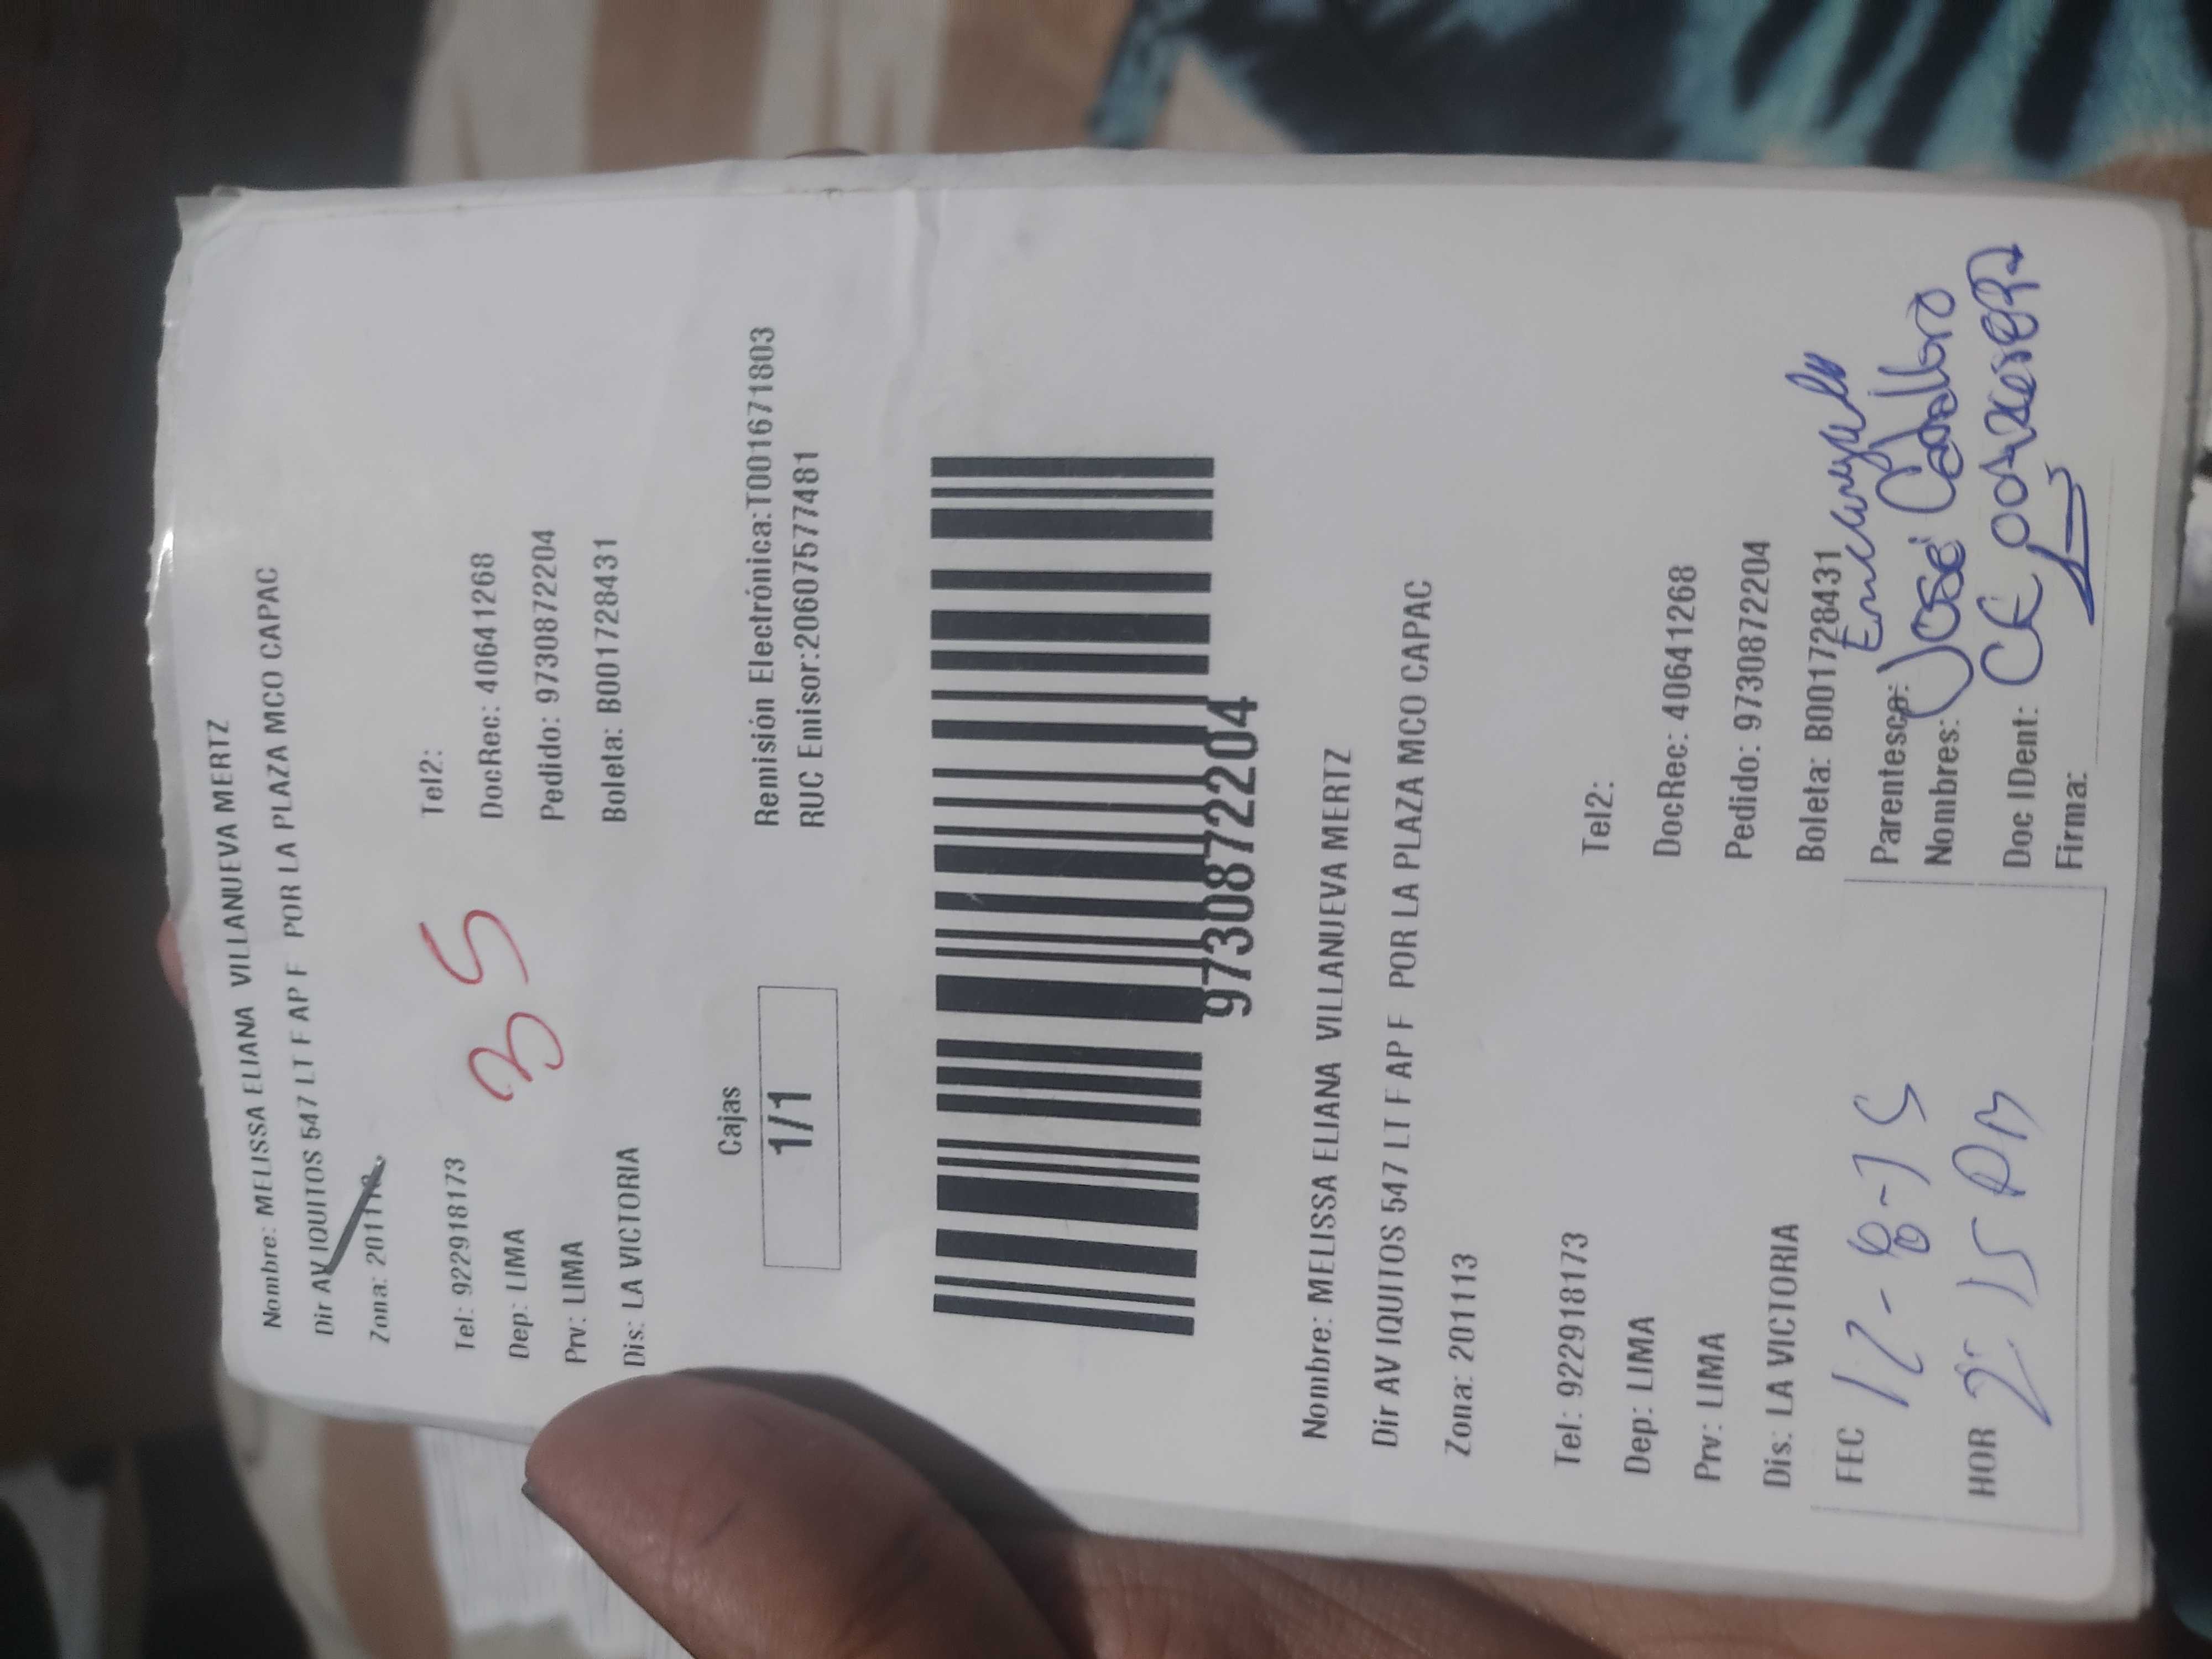 Nombre: MELISSA ELIANA VILLANUEVA MERTZ
Dir AV IQUITOS 547 LT F AP F POR LA PLAZA MCO CAPAC
Zona: 20111
Tel: 922918173 Tel2:
35
Dep: LIMA DocRec: 40641268
Prv: LIMA Pedido: 9730872204
Dis: LA VICTORIA Boleta: B001728431
Cajas
1/1
Remisión Electrónica:T001671803
RUC Emisor:20607577481
9730872204
Nombre: MELISSA ELIANA VILLANUEVA MERTZ
Dir AV IQUITOS 547 LT F AP F POR LA PLAZA MCO CAPAC
Zona: 201113
Tel: 922918173 Tel2:
Dep: LIMA DocRec: 40641268
Prv: LIMA Pedido: 9730872204
Dis: LA VICTORIA Boleta: B001728431
FEC 12-8-25
HOR 2:15 PM
Parentesco:
Nombres: José
Doc IDent: CE
Firma: